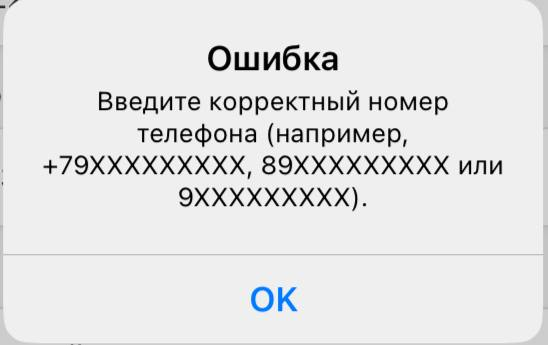 Ошибка
Введите корректный номер
телефона (например,
+79XXXXXXXXX, 89XXXXXXXXX или
9XXXXXXXXX).
OK